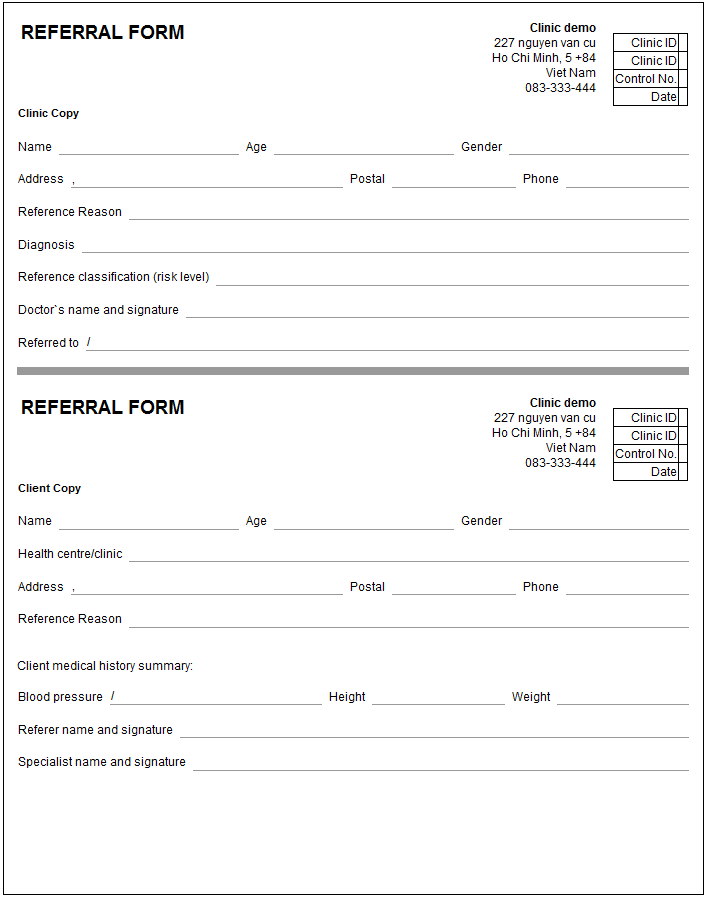 REFERRAL FORM
Clinic demo
227 nguyen van cu
Ho Chi Minh, 5 +84
Viet Nam
083-333-444
Clinic ID
Clinic ID
Control No.
Date
Clinic Copy
Name Age Gender
Address , Postal Phone
Reference Reason
Diagnosis
Reference classification (risk level)
Doctor`s name and signature
Referred to /
REFERRAL FORM
Clinic demo
227 nguyen van cu
Ho Chi Minh, 5 +84
Viet Nam
083-333-444
Clinic ID
Clinic ID
Control No.
Date
Client Copy
Name Age Gender
Health centre/clinic
Address , Postal Phone
Reference Reason
Client medical history summary:
Blood pressure / Height Weight
Referer name and signature
Specialist name and signature